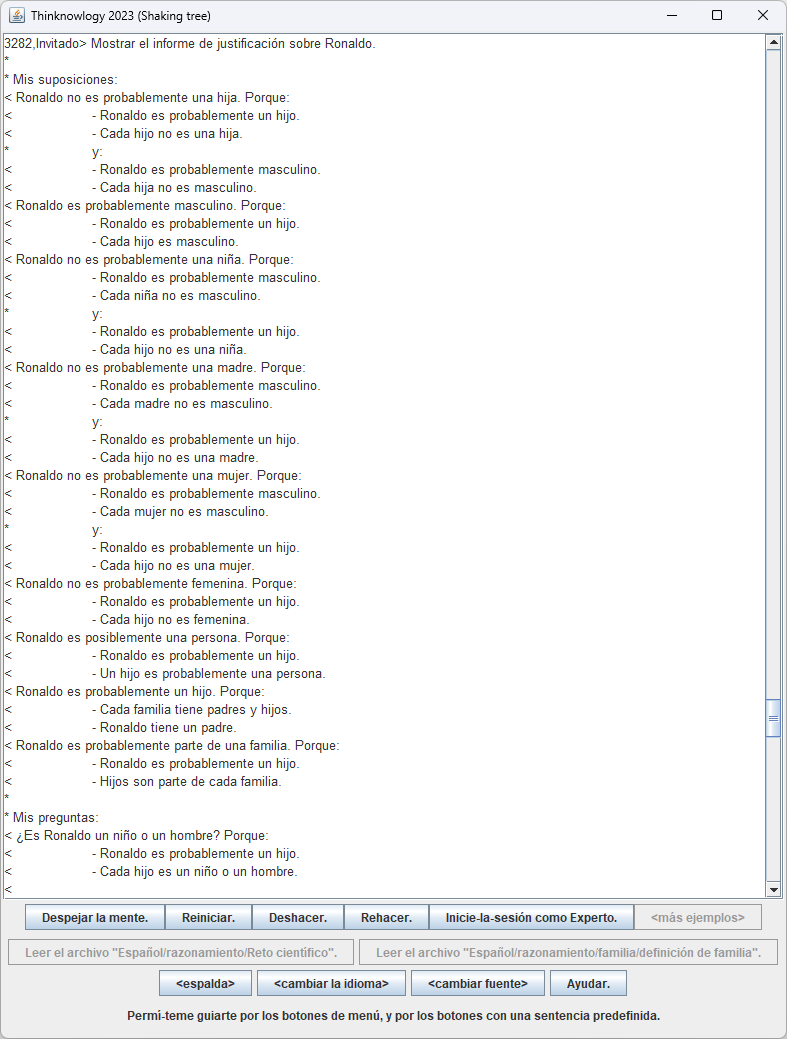 Thinknowlogy 2023 (Shaking tree)
3282,Invitado> Mostrar el informe de justificación sobre Ronaldo.
*
* Mis suposiciones:
< Ronaldo no es probablemente una hija. Porque:
< - Ronaldo es probablemente un hijo.
< - Cada hijo no es una hija.
* y:
< - Ronaldo es probablemente masculino.
< - Cada hija no es masculino.
< Ronaldo es probablemente masculino. Porque:
< - Ronaldo es probablemente un hijo.
< - Cada hijo es masculino.
< Ronaldo no es probablemente una niña. Porque:
< - Ronaldo es probablemente masculino.
< - Cada niña no es masculino.
* y:
< - Ronaldo es probablemente un hijo.
< - Cada hijo no es una niña.
< Ronaldo no es probablemente una madre. Porque:
< - Ronaldo es probablemente masculino.
< - Cada madre no es masculino.
* y:
< - Ronaldo es probablemente un hijo.
< - Cada hijo no es una madre.
< Ronaldo no es probablemente una mujer. Porque:
< - Ronaldo es probablemente masculino.
< - Cada mujer no es masculino.
* y:
< - Ronaldo es probablemente un hijo.
< - Cada hijo no es una mujer.
< Ronaldo no es probablemente femenina. Porque:
< - Ronaldo es probablemente un hijo.
< - Cada hijo no es femenina.
< Ronaldo es posiblemente una persona. Porque:
< - Ronaldo es probablemente un hijo.
< - Un hijo es probablemente una persona.
< Ronaldo es probablemente un hijo. Porque:
< - Cada familia tiene padres y hijos.
< - Ronaldo tiene un padre.
< Ronaldo es probablemente parte de una familia. Porque:
< - Ronaldo es probablemente un hijo.
< - Hijos son parte de cada familia.
*
* Mis preguntas:
< ¿Es Ronaldo un niño o un hombre? Porque:
< - Ronaldo es probablemente un hijo.
< - Cada hijo es un niño o un hombre.
<
Despejar la mente. Reiniciar. Deshacer. Rehacer. Inicie-la-sesión como Experto. <más ejemplos>
Leer el archivo "Español/razonamiento/Reto científico". Leer el archivo "Español/razonamiento/familia/definición de familia".
<espalda> <cambiar la idioma> <cambiar fuente> Ayudar.
Permí-teme guiarte por los botones de menú, y por los botones con una sentencia predefinida.